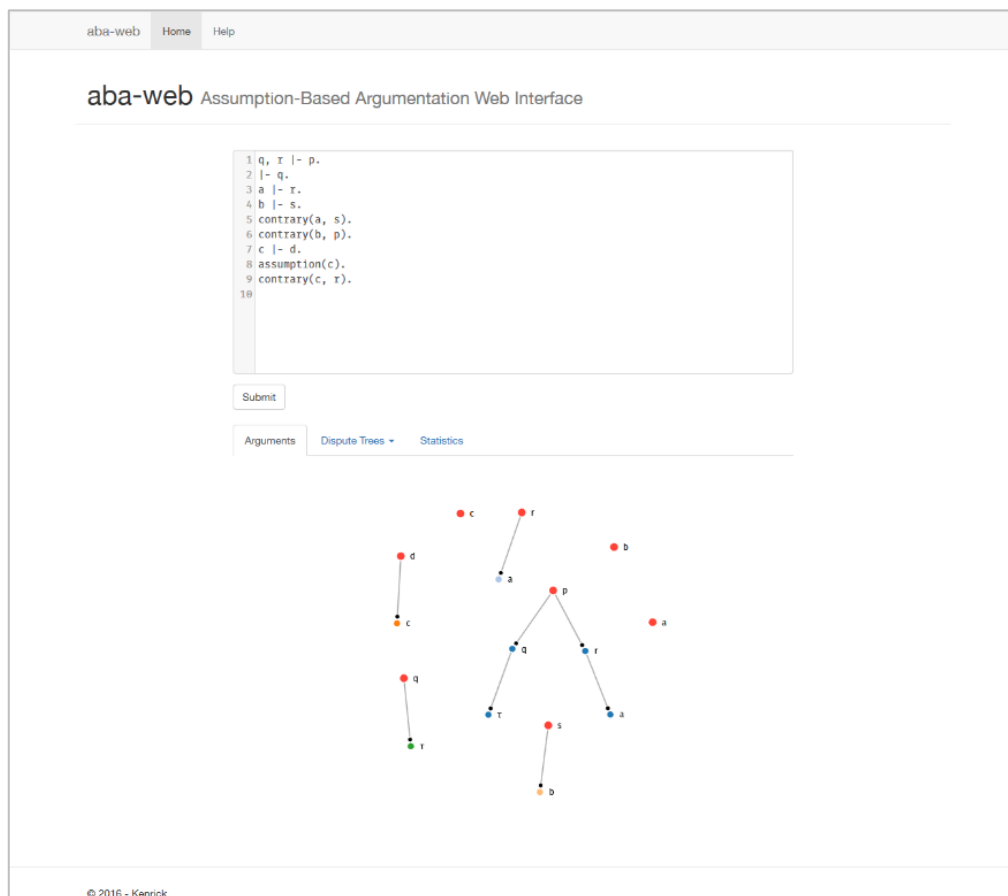 aba-web Home Help
aba-web Assumption-Based Argumentation Web Interface
1 q, r |- p.
2 |- q.
3 a |- r.
4 b |- s.
5 contrary(a, s).
6 contrary(b, p).
7 c |- d.
8 assumption(c).
9 contrary(c, r).
10
Submit
Arguments Dispute Trees Statistics
c r
b
d
a
p
c a
q r
q
τ a
s
τ
b
© 2016 - Kenrick